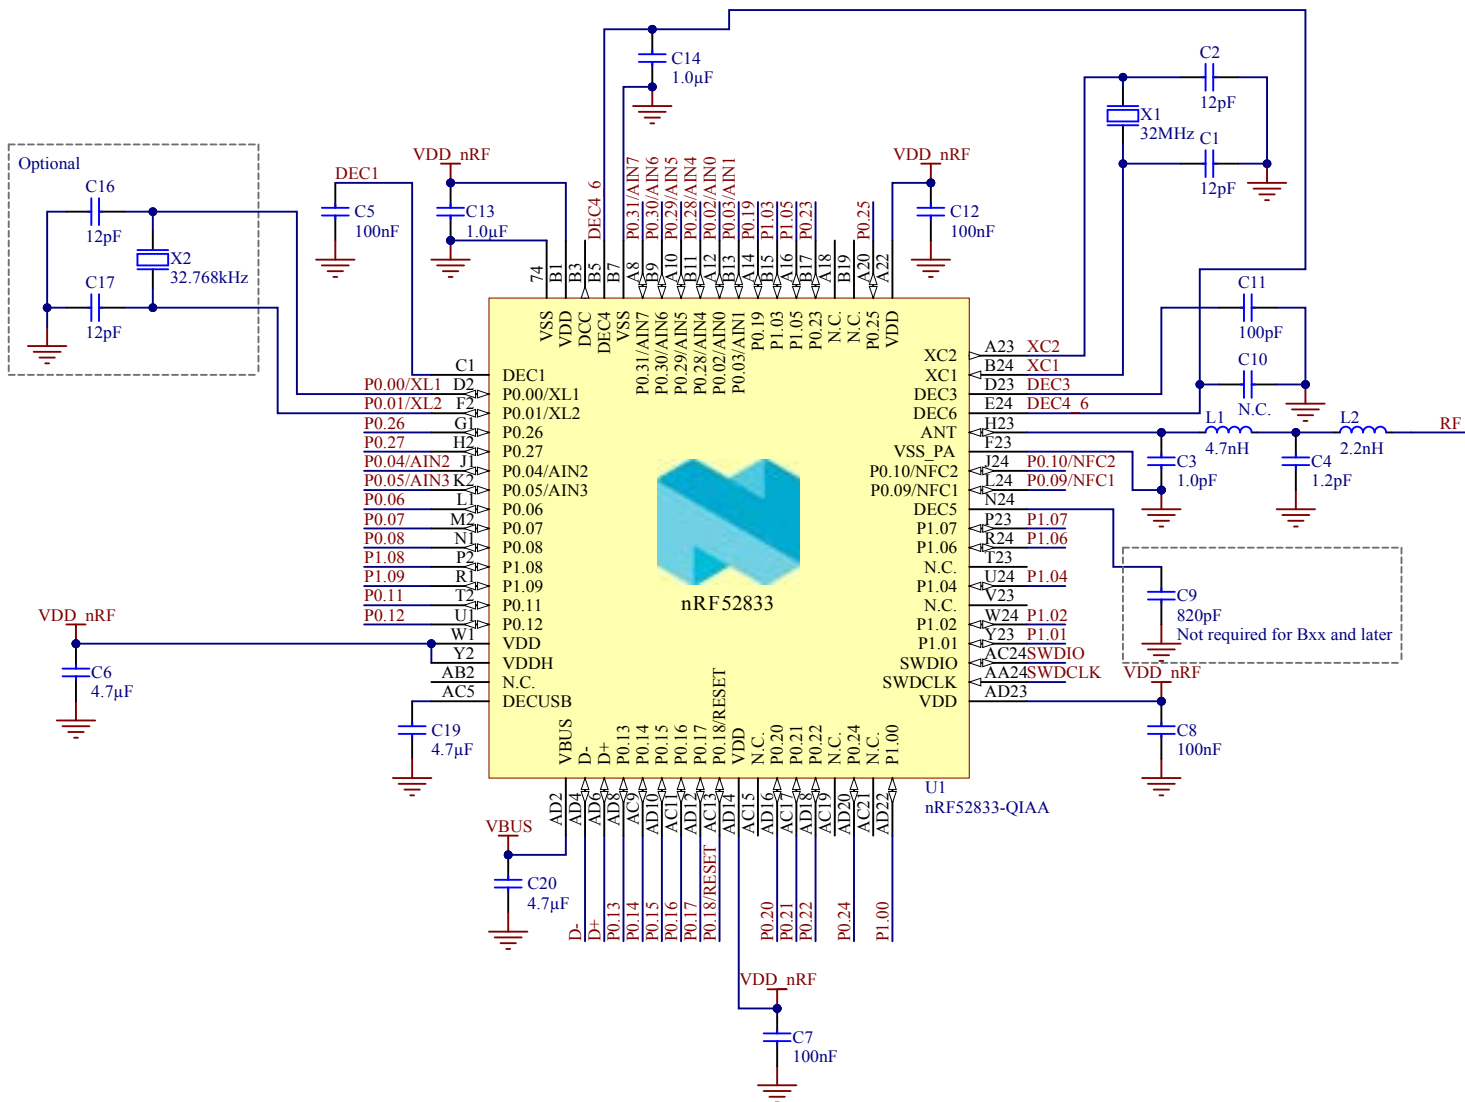 C14
1.0µF
C2
12pF
X1
32MHz
C1
12pF
Optional
C16
12pF
X2
32.768kHz
C17
12pF
DEC1
C5
100nF
VDD_nRF
C13
1.0µF
DEC4_6
P0.31/AIN7
P0.30/AIN6
P0.29/AIN5
P0.28/AIN4
P0.02/AIN0
P0.03/AIN1
P0.19
P1.03
P1.05
P0.23
P0.25
VDD_nRF
C12
100nF
74
B1
B3
B5
B7
A8
B9
A10
B11
A12
B13
A14
B15
A16
B17
A18
B19
A20
A22
VSS
VDD
DCC
DEC4
VSS
P0.31/AIN7
P0.30/AIN6
P0.29/AIN5
P0.28/AIN4
P0.02/AIN0
P0.03/AIN1
P0.19
P1.03
P1.05
P0.23
N.C.
N.C.
P0.25
VDD
C11
100pF
C10
N.C.
C1 DEC1
P0.00/XL1 D2 P0.00/XL1
P0.01/XL2 F2 P0.01/XL2
P0.26 G1 P0.26
P0.27 H2 P0.27
P0.04/AIN2 J1 P0.04/AIN2
P0.05/AIN3 K2 P0.05/AIN3
P0.06 L1 P0.06
P0.07 M2 P0.07
P0.08 N1 P0.08
P1.08 P2 P1.08
P1.09 R1 P1.09
P0.11 T2 P0.11
P0.12 U1 P0.12
W1 VDD
Y2 VDDH
AB2 N.C.
AC5 DECUSB
nRF52833
XC2 A23 XC2
XC1 B24 XC1
DEC3 D23 DEC3
DEC6 E24 DEC4_6
ANT H23
VSS_PA F23
P0.10/NFC2 J24 P0.10/NFC2
P0.09/NFC1 L24 P0.09/NFC1
DEC5 N24
P1.07 P23 P1.07
P1.06 R24 P1.06
N.C. T23
P1.04 U24 P1.04
N.C. V23
P1.02 W24 P1.02
P1.01 Y23 P1.01
SWDIO AC24 SWDIO
SWDCLK AA24 SWDCLK
VDD AD23
L1
4.7nH
L2
2.2nH
RF
C3
1.0pF
C4
1.2pF
C9
820pF
Not required for Bxx and later
VDD_nRF
C8
100nF
VDD_nRF
C6
4.7µF
C19
4.7µF
VBUS
D-
D+
P0.13
P0.14
P0.15
P0.16
P0.17
P0.18/RESET
VDD
N.C.
P0.20
P0.21
P0.22
N.C.
P0.24
N.C.
P1.00
U1
nRF52833-QIAA
AD2
AD4
AD6
AD8
AC9
AD10
AC11
AD12
AC13
AD14
AC15
AD16
AC17
AD18
AC19
AD20
AC21
AD22
VBUS
C20
4.7µF
D-
D+
P0.13
P0.14
P0.15
P0.16
P0.17
P0.18/RESET
P0.20
P0.21
P0.22
P0.24
P1.00
VDD_nRF
C7
100nF